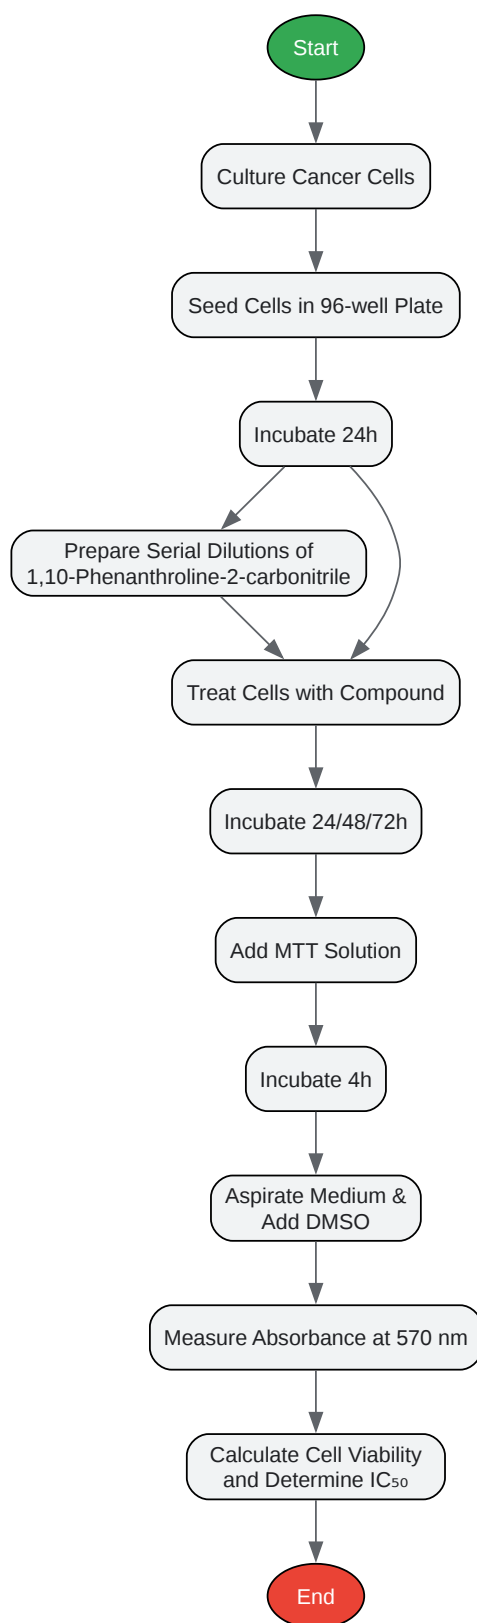 Start
Culture Cancer Cells
Seed Cells in 96-well Plate
Incubate 24h
Prepare Serial Dilutions of
1,10-Phenanthroline-2-carbonitrile
Treat Cells with Compound
Incubate 24/48/72h
Add MTT Solution
Incubate 4h
Aspirate Medium &
Add DMSO
Measure Absorbance at 570 nm
Calculate Cell Viability
and Determine IC₅₀
End